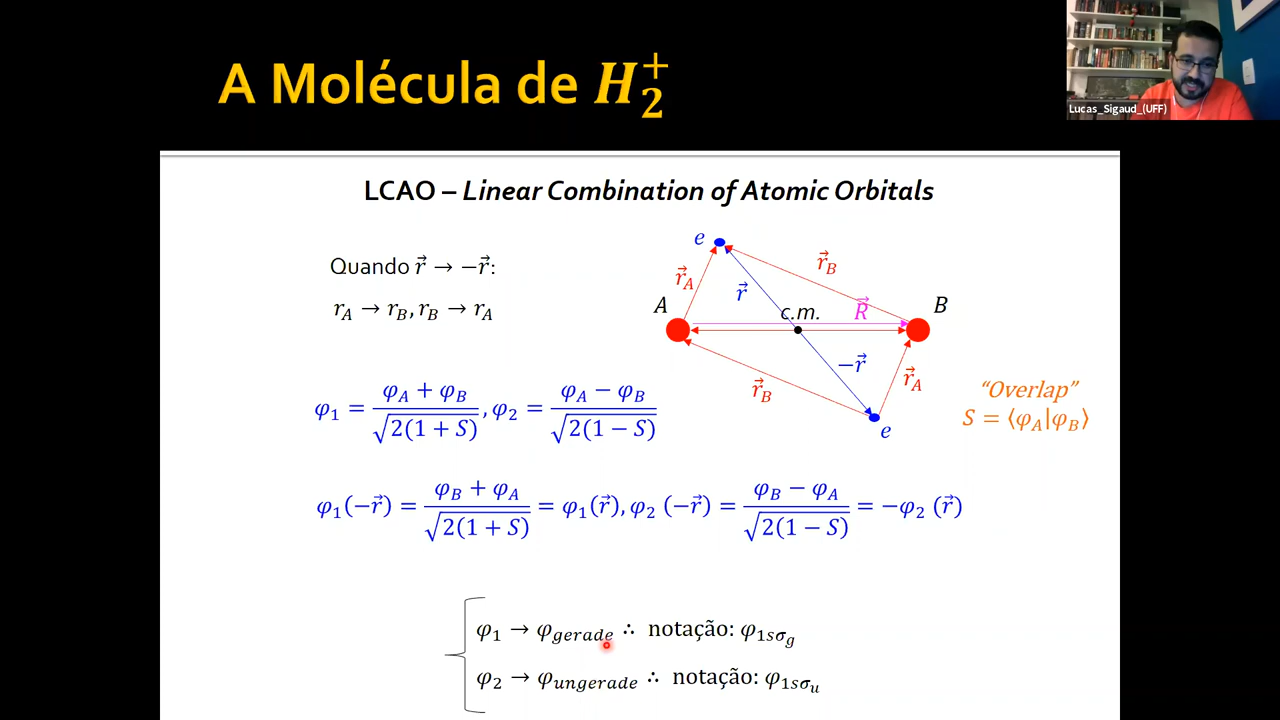 A Molécula de H₂⁺
Lucas_Sigaud_(UFF)
LCAO – Linear Combination of Atomic Orbitals
Quando r⃗ → −r⃗:
r_A → r_B, r_B → r_A
e
r⃗_A
r⃗_B
r⃗
A
c.m.
R⃗
B
−r⃗
r⃗_B
r⃗_A
e
“Overlap”
S = ⟨φ_A|φ_B⟩
φ₁ = (φ_A + φ_B)/√(2(1 + S)), φ₂ = (φ_A − φ_B)/√(2(1 − S))
φ₁(−r⃗) = (φ_B + φ_A)/√(2(1 + S)) = φ₁(r⃗), φ₂ (−r⃗) = (φ_B − φ_A)/√(2(1 − S)) = −φ₂ (r⃗)
φ₁ → φ_gerade ∴ notação: φ_1sσ_g
φ₂ → φ_ungerade ∴ notação: φ_1sσ_u